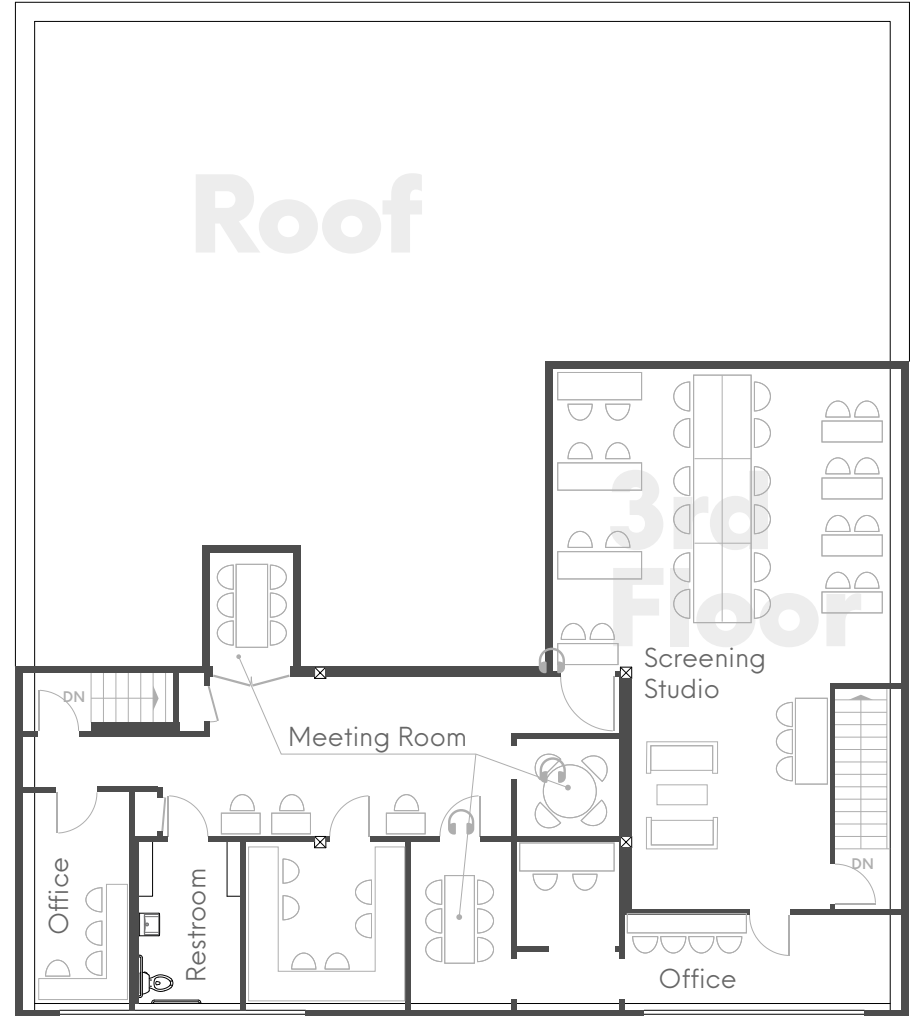 Roof
3rd
Floor
Screening
Studio
DN
Meeting Room
DN
Office
Restroom
Office